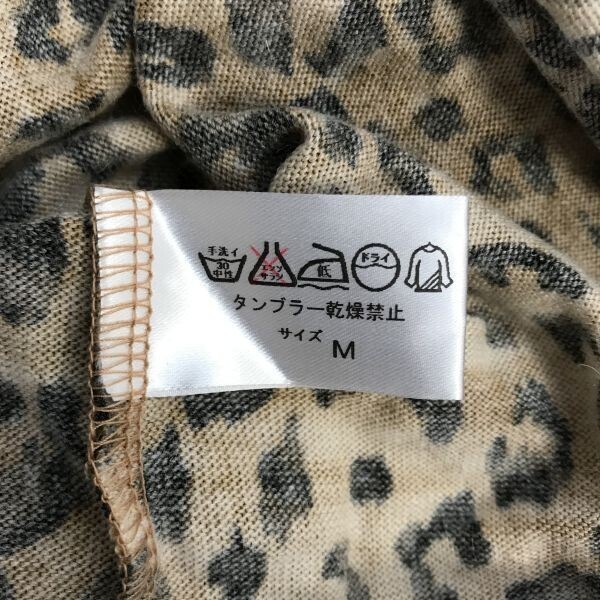 手洗イ
30
中性
エンソ
サラシ
低
ドライ
タンブラー乾燥禁止
サイズ M